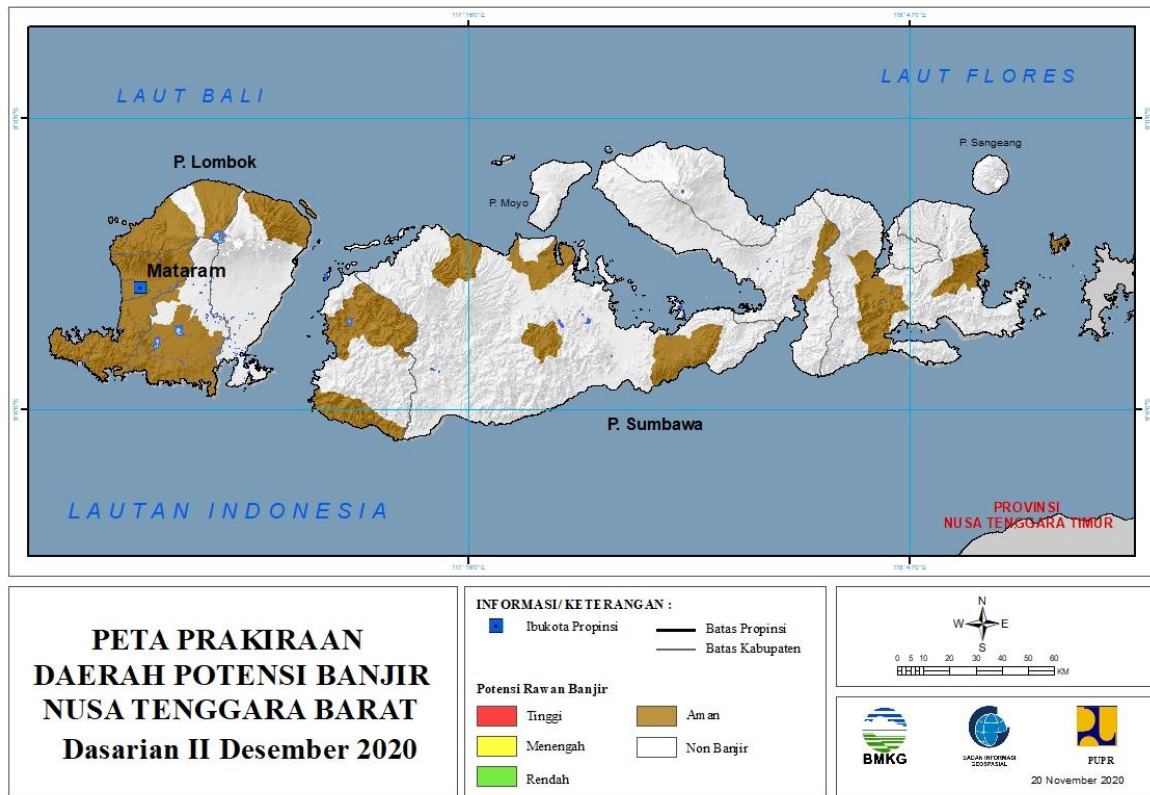 LAUT BALI
LAUT FLORES
P. Lombok
P. Sangeang
P. Moyo
Mataram
P. Sumbawa
LAUTAN INDONESIA
PROVINSI
NUSA TENGGARA TIMUR
PETA PRAKIRAAN
DAERAH POTENSI BANJIR
NUSA TENGGARA BARAT
Dasarian II Desember 2020
INFORMASI/ KETERANGAN :
Ibukota Propinsi
Batas Propinsi
Batas Kabupaten
Potensi Rawan Banjir
Tinggi
Aman
Menengah
Non Banjir
Rendah
N
W E
S
0 5 10 20 30 40 50 60
KM
BMKG
BADAN INFORMASI
GEOSPASIAL
PUPR
20 November 2020